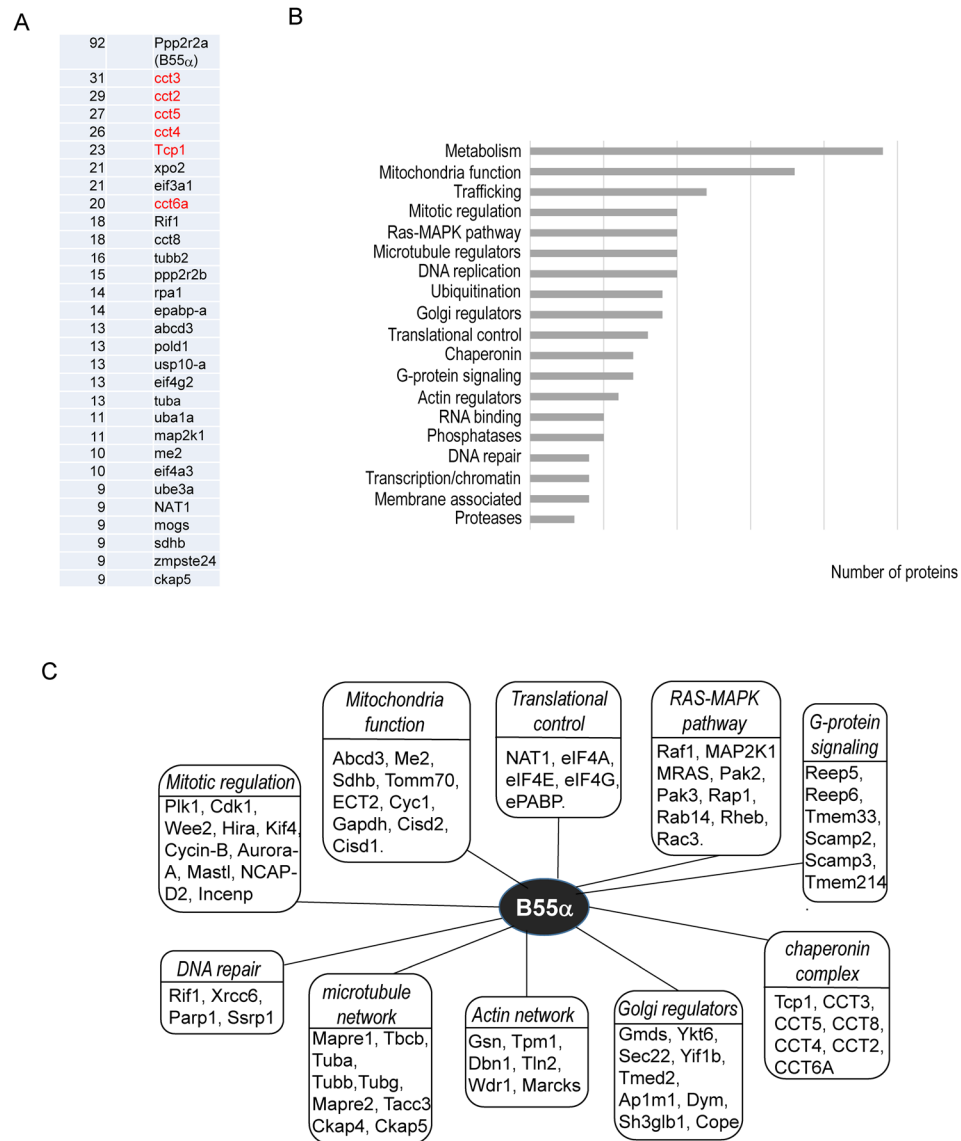 A
92 Ppp2r2a
(B55α)
31 cct3
29 cct2
27 cct5
26 cct4
23 Tcp1
21 xpo2
21 eif3a1
20 cct6a
18 Rif1
18 cct8
16 tubb2
15 ppp2r2b
14 rpa1
14 epabp-a
13 abcd3
13 pold1
13 usp10-a
13 eif4g2
13 tuba
11 uba1a
11 map2k1
10 me2
10 eif4a3
9 ube3a
9 NAT1
9 mogs
9 sdhb
9 zmpste24
9 ckap5
B
Metabolism
Mitochondria function
Trafficking
Mitotic regulation
Ras-MAPK pathway
Microtubule regulators
DNA replication
Ubiquitination
Golgi regulators
Translational control
Chaperonin
G-protein signaling
Actin regulators
RNA binding
Phosphatases
DNA repair
Transcription/chromatin
Membrane associated
Proteases
Number of proteins
C
Mitotic regulation
Plk1, Cdk1,
Wee2, Hira, Kif4,
Cycin-B, Aurora-
A, Mastl, NCAP-
D2, Incenp
Mitochondria
function
Abcd3, Me2,
Sdhb, Tomm70,
ECT2, Cyc1,
Gapdh, Cisd2,
Cisd1.
Translational
control
NAT1, eIF4A,
eIF4E, eIF4G,
ePABP.
RAS-MAPK
pathway
Raf1, MAP2K1
MRAS, Pak2,
Pak3, Rap1,
Rab14, Rheb,
Rac3.
G-protein
signaling
Reep5,
Reep6,
Tmem33,
Scamp2,
Scamp3,
Tmem214
.
B55α
DNA repair
Rif1, Xrcc6,
Parp1, Ssrp1
microtubule
network
Mapre1, Tbcb,
Tuba,
Tubb,Tubg,
Mapre2, Tacc3
Ckap4, Ckap5
Actin network
Gsn, Tpm1,
Dbn1, Tln2,
Wdr1, Marcks
Golgi regulators
Gmds, Ykt6,
Sec22, Yif1b,
Tmed2,
Ap1m1, Dym,
Sh3glb1, Cope
chaperonin
complex
Tcp1, CCT3,
CCT5, CCT8,
CCT4, CCT2,
CCT6A